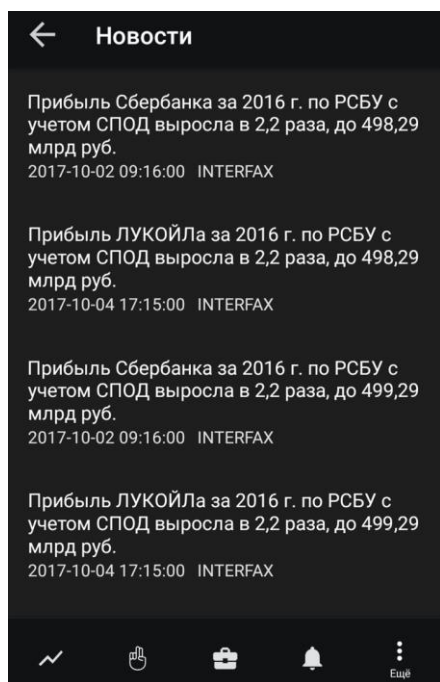 Новости
Прибыль Сбербанка за 2016 г. по РСБУ с
учетом СПОД выросла в 2,2 раза, до 498,29
млрд руб.
2017-10-02 09:16:00 INTERFAX
Прибыль ЛУКОЙЛа за 2016 г. по РСБУ с
учетом СПОД выросла в 2,2 раза, до 498,29
млрд руб.
2017-10-04 17:15:00 INTERFAX
Прибыль Сбербанка за 2016 г. по РСБУ с
учетом СПОД выросла в 2,2 раза, до 499,29
млрд руб.
2017-10-02 09:16:00 INTERFAX
Прибыль ЛУКОЙЛа за 2016 г. по РСБУ с
учетом СПОД выросла в 2,2 раза, до 499,29
млрд руб.
2017-10-04 17:15:00 INTERFAX
Ещё